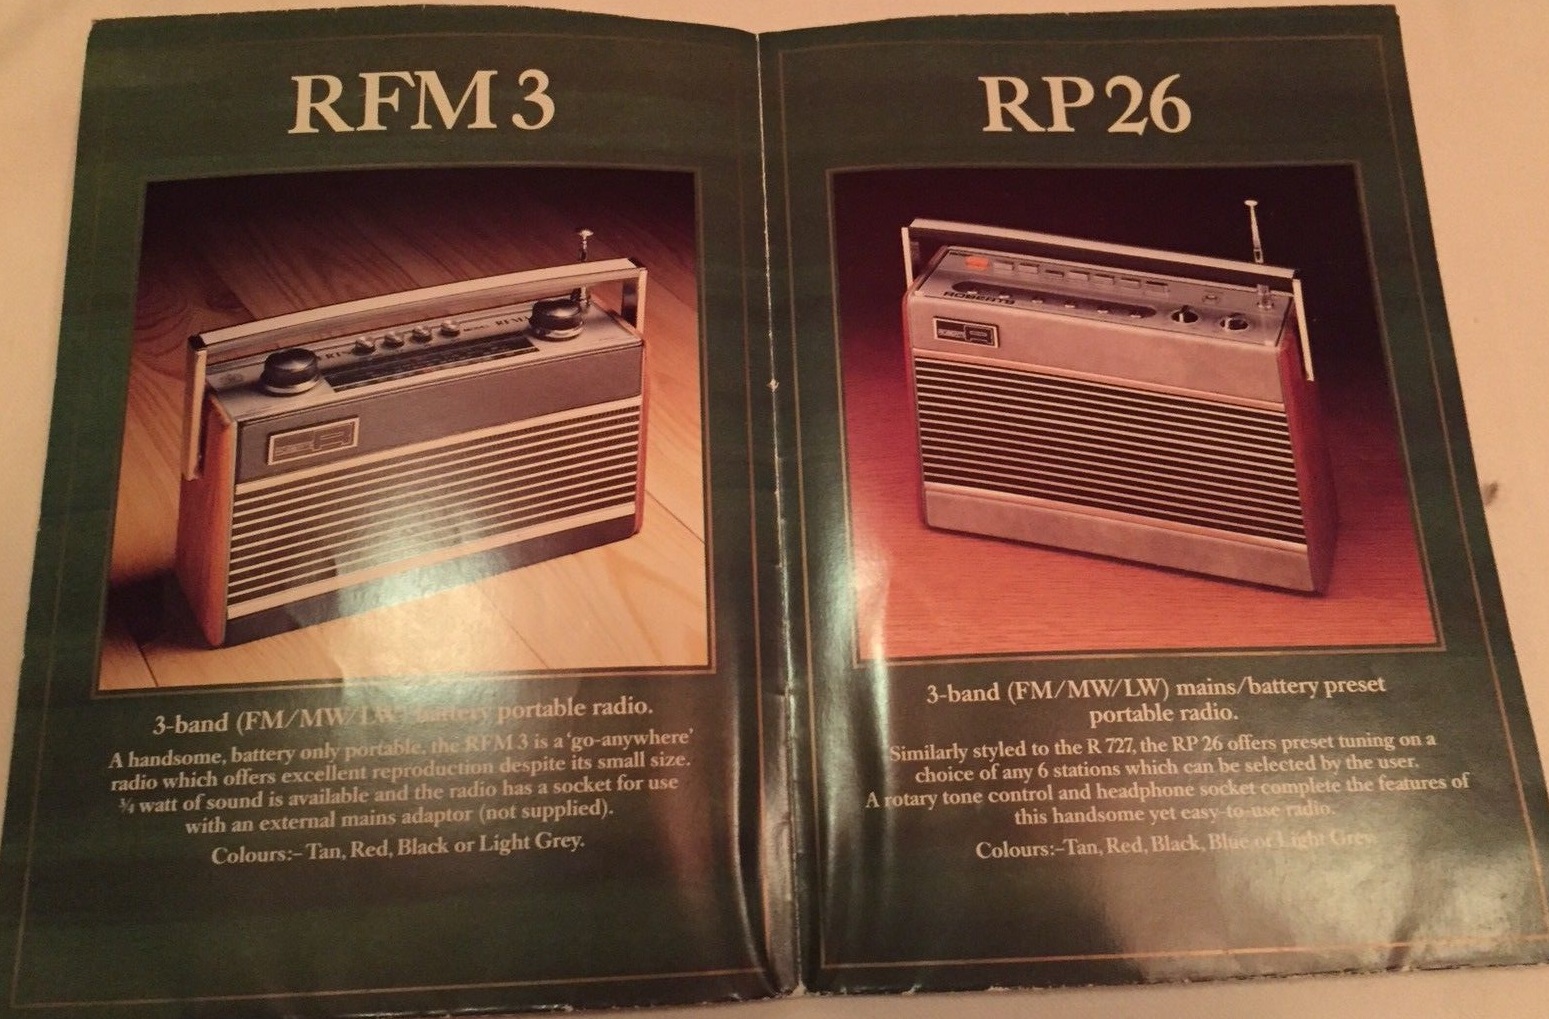 RFM 3
3-band (FM/MW/LW battery portable radio.
A handsome, battery only portable, the RFM 3 is a 'go-anywhere'
radio which offers excellent reproduction despite its small size.
¾ watt of sound is available and the radio has a socket for use
with an external mains adaptor (not supplied).
Colours:– Tan, Red, Black or Light Grey.
RP 26
ROBERTS
3-band (FM/MW/LW) mains/battery preset
portable radio.
Similarly styled to the R 727, the RP 26 offers preset tuning on a
choice of any 6 stations which can be selected by the user.
A rotary tone control and headphone socket complete the features of
this handsome yet easy-to-use radio.
Colours:–Tan, Red, Black, Blue or Light Grey.